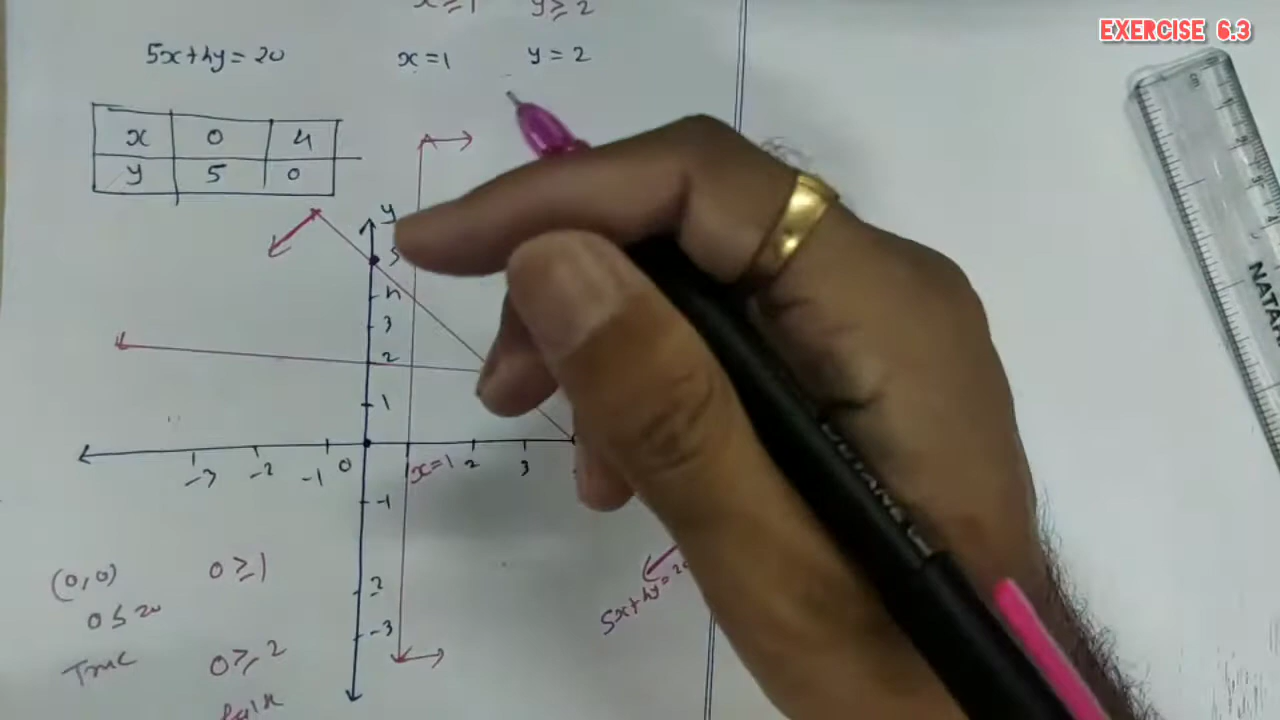 EXERCISE 6.3
x ≥ 1 y ≥ 2
5x+4y=20 x=1 y=2
x 0 4
y 5 0
y
5
4
3
2
1
-3 -2 -1 0 x=1 2 3
-1
-3
(0,0) 0≥1
0≤20
True 0≥2
5x+4y=20